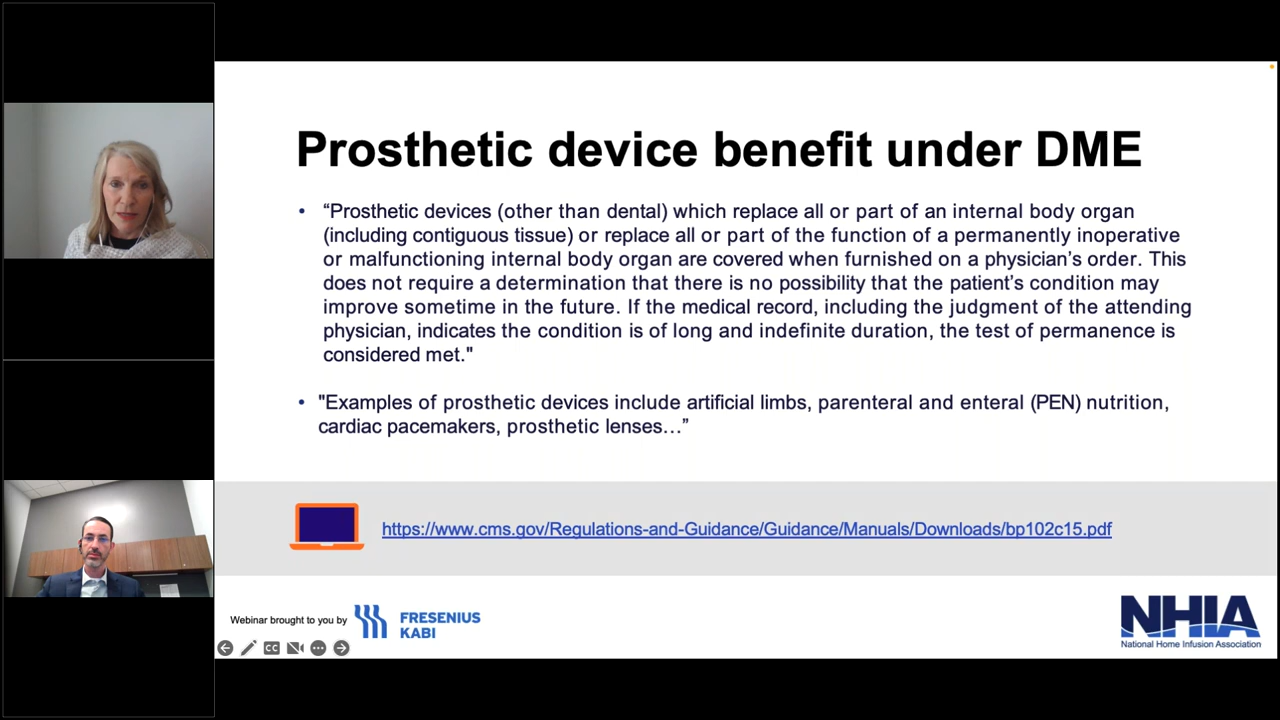 Prosthetic device benefit under DME
• “Prosthetic devices (other than dental) which replace all or part of an internal body organ
(including contiguous tissue) or replace all or part of the function of a permanently inoperative
or malfunctioning internal body organ are covered when furnished on a physician’s order. This
does not require a determination that there is no possibility that the patient’s condition may
improve sometime in the future. If the medical record, including the judgment of the attending
physician, indicates the condition is of long and indefinite duration, the test of permanence is
considered met."
• "Examples of prosthetic devices include artificial limbs, parenteral and enteral (PEN) nutrition,
cardiac pacemakers, prosthetic lenses…”
https://www.cms.gov/Regulations-and-Guidance/Guidance/Manuals/Downloads/bp102c15.pdf
Webinar brought to you by
FRESENIUS
KABI
CC
NHIA
National Home Infusion Association